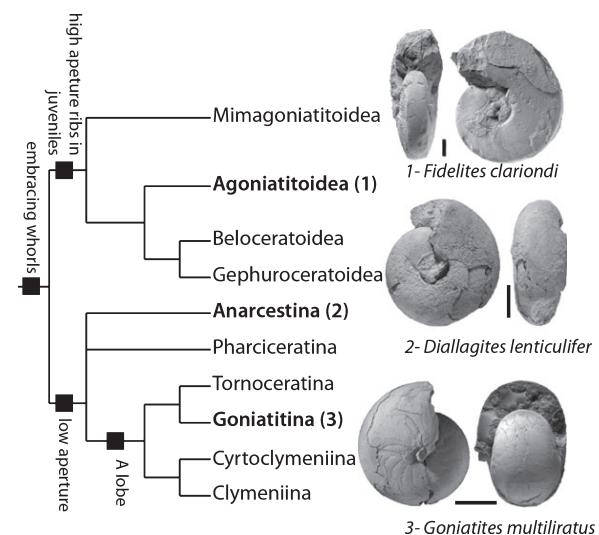 high apeture ribs in
juveniles
embracing whorls
low aperture
A lobe
Mimagoniatitoidea
Agoniatitoidea (1)
Beloceratoidea
Gephuroceratoidea
Anarcestina (2)
Pharciceratina
Tornoceratina
Goniatitina (3)
Cyrtoclymeniina
Clymeniina
1- Fidelites clariondi
2- Diallagites lenticulifer
3- Goniatites multiliratus